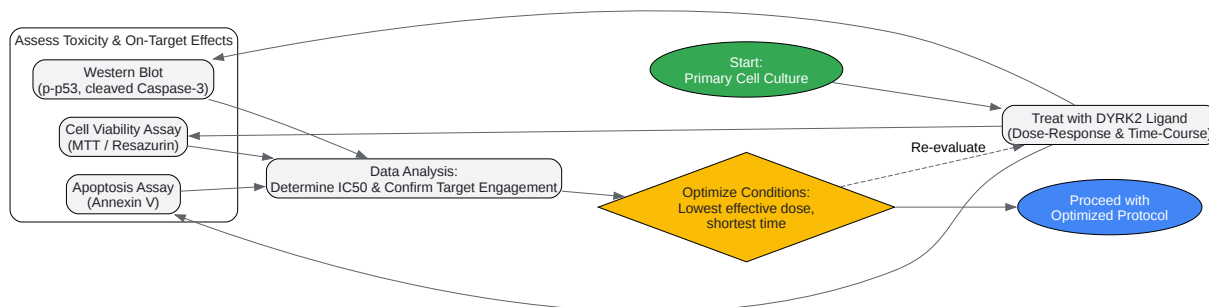 Assess Toxicity & On-Target Effects
Western Blot
(p-p53, cleaved Caspase-3)
Cell Viability Assay
(MTT / Resazurin)
Apoptosis Assay
(Annexin V)
Data Analysis:
Determine IC50 & Confirm Target Engagement
Start:
Primary Cell Culture
Optimize Conditions:
Lowest effective dose,
shortest time
Re-evaluate
Treat with DYRK2 Ligand
(Dose-Response & Time-Course)
Proceed with
Optimized Protocol